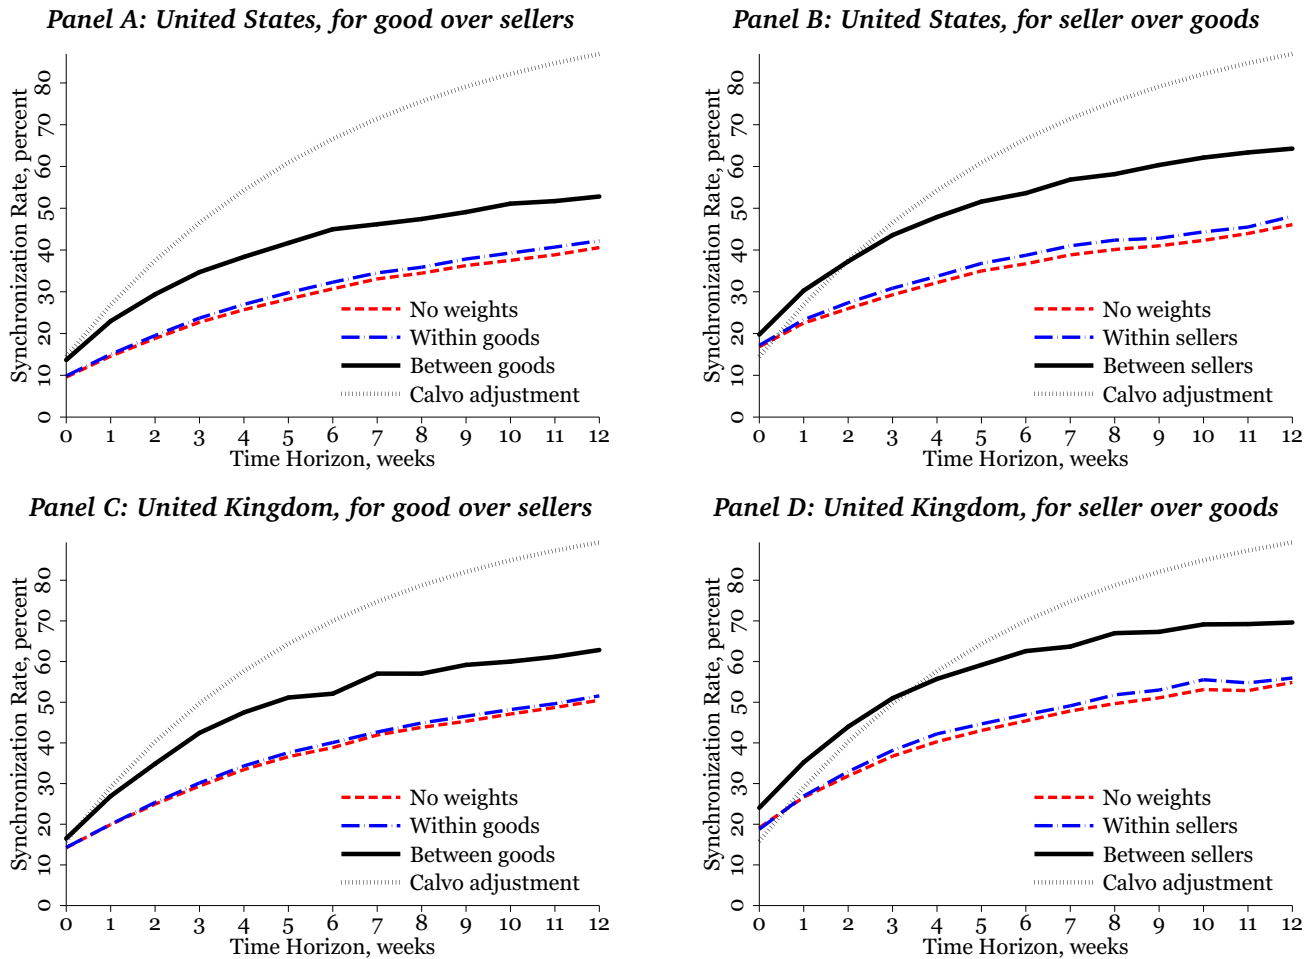 Panel A: United States, for good over sellers
Synchronization Rate, percent
0 10 20 30 40 50 60 70 80
No weights
Within goods
Between goods
Calvo adjustment
0 1 2 3 4 5 6 7 8 9 10 11 12
Time Horizon, weeks
Panel B: United States, for seller over goods
Synchronization Rate, percent
0 10 20 30 40 50 60 70 80
No weights
Within sellers
Between sellers
Calvo adjustment
0 1 2 3 4 5 6 7 8 9 10 11 12
Time Horizon, weeks
Panel C: United Kingdom, for good over sellers
Synchronization Rate, percent
0 10 20 30 40 50 60 70 80
No weights
Within goods
Between goods
Calvo adjustment
0 1 2 3 4 5 6 7 8 9 10 11 12
Time Horizon, weeks
Panel D: United Kingdom, for seller over goods
Synchronization Rate, percent
0 10 20 30 40 50 60 70 80
No weights
Within sellers
Between sellers
Calvo adjustment
0 1 2 3 4 5 6 7 8 9 10 11 12
Time Horizon, weeks